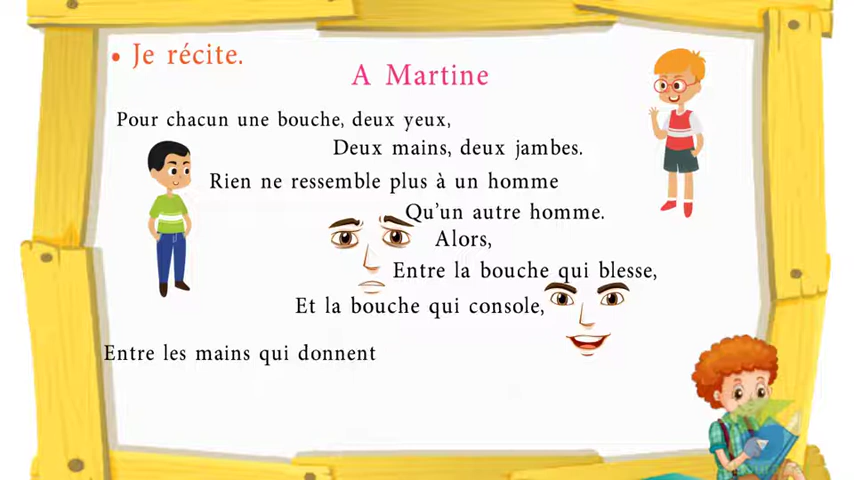 • Je récite.
A Martine
Pour chacun une bouche, deux yeux,
Deux mains, deux jambes.
Rien ne ressemble plus à un homme
Qu'un autre homme.
Alors,
Entre la bouche qui blesse,
Et la bouche qui console,
Entre les mains qui donnent